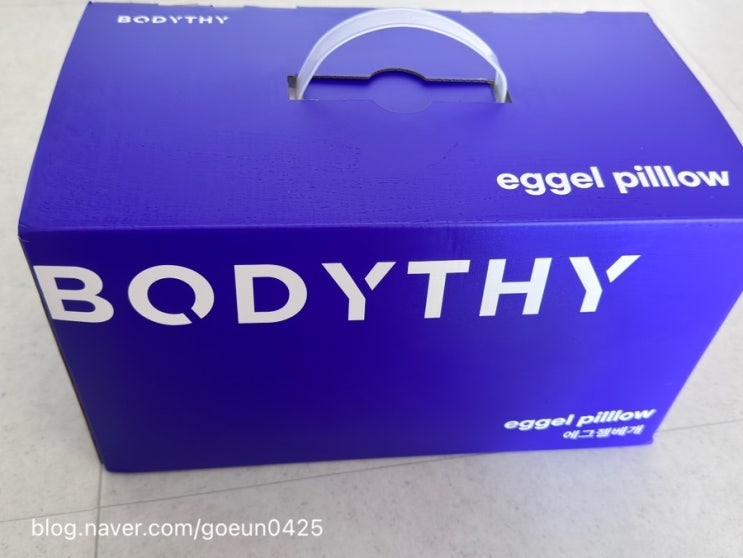 BODYTHY
eggel pilllow
BODYTHY
eggel pilllow
에그젤베개
blog.naver.com/goeun0425